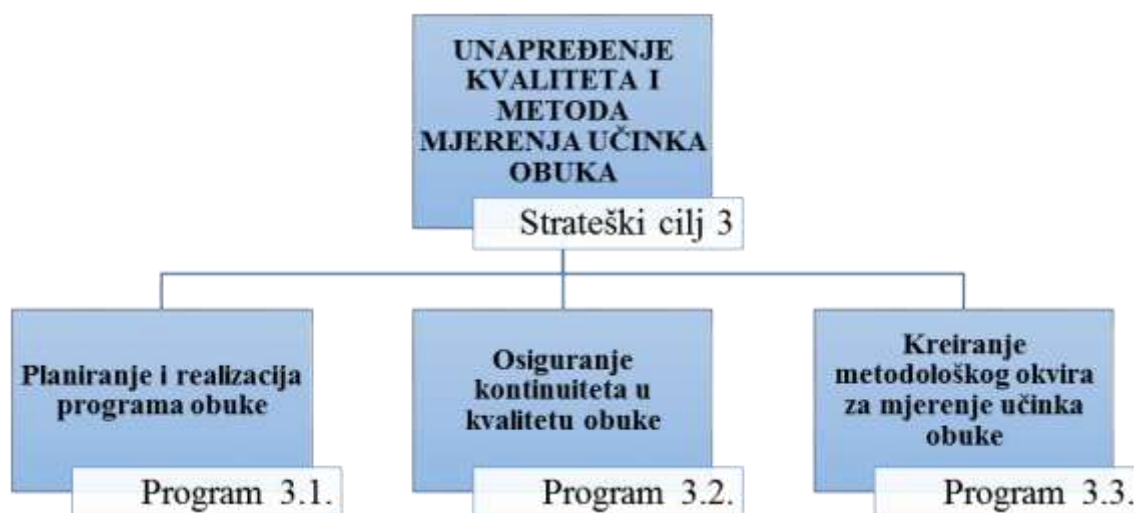 UNAPREĐENJE
KVALITETA I
METODA
MJERENJA UČINKA
OBUKA
Strateški cilj 3
Planiranje i realizacija
programa obuke
Program 3.1.
Osiguranje
kontinuiteta u
kvalitetu obuke
Program 3.2.
Kreiranje
metodološkog okvira
za mjerenje učinka
obuke
Program 3.3.